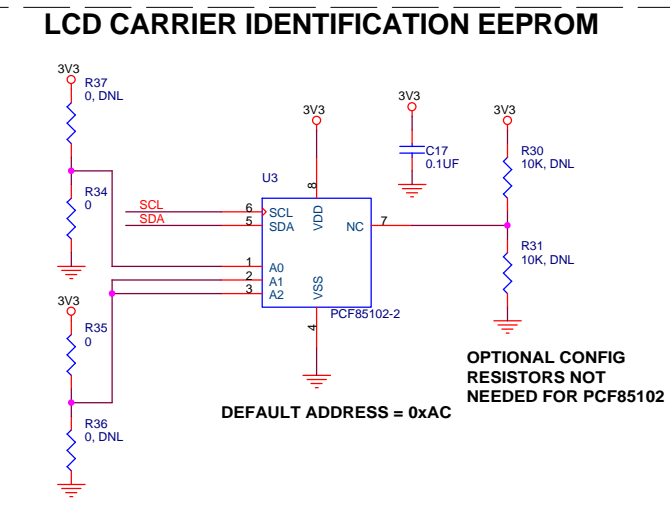 LCD CARRIER IDENTIFICATION EEPROM
3V3
R37
0, DNL
R34
0
3V3
R35
0
R36
0, DNL
SCL
SDA
U3
3V3
8
6
5
1
2
3
4
7
SCL
SDA
A0
A1
A2
VDD
VSS
NC
PCF85102-2
3V3
C17
0.1UF
3V3
R30
10K, DNL
R31
10K, DNL
DEFAULT ADDRESS = 0xAC
OPTIONAL CONFIG
RESISTORS NOT
NEEDED FOR PCF85102